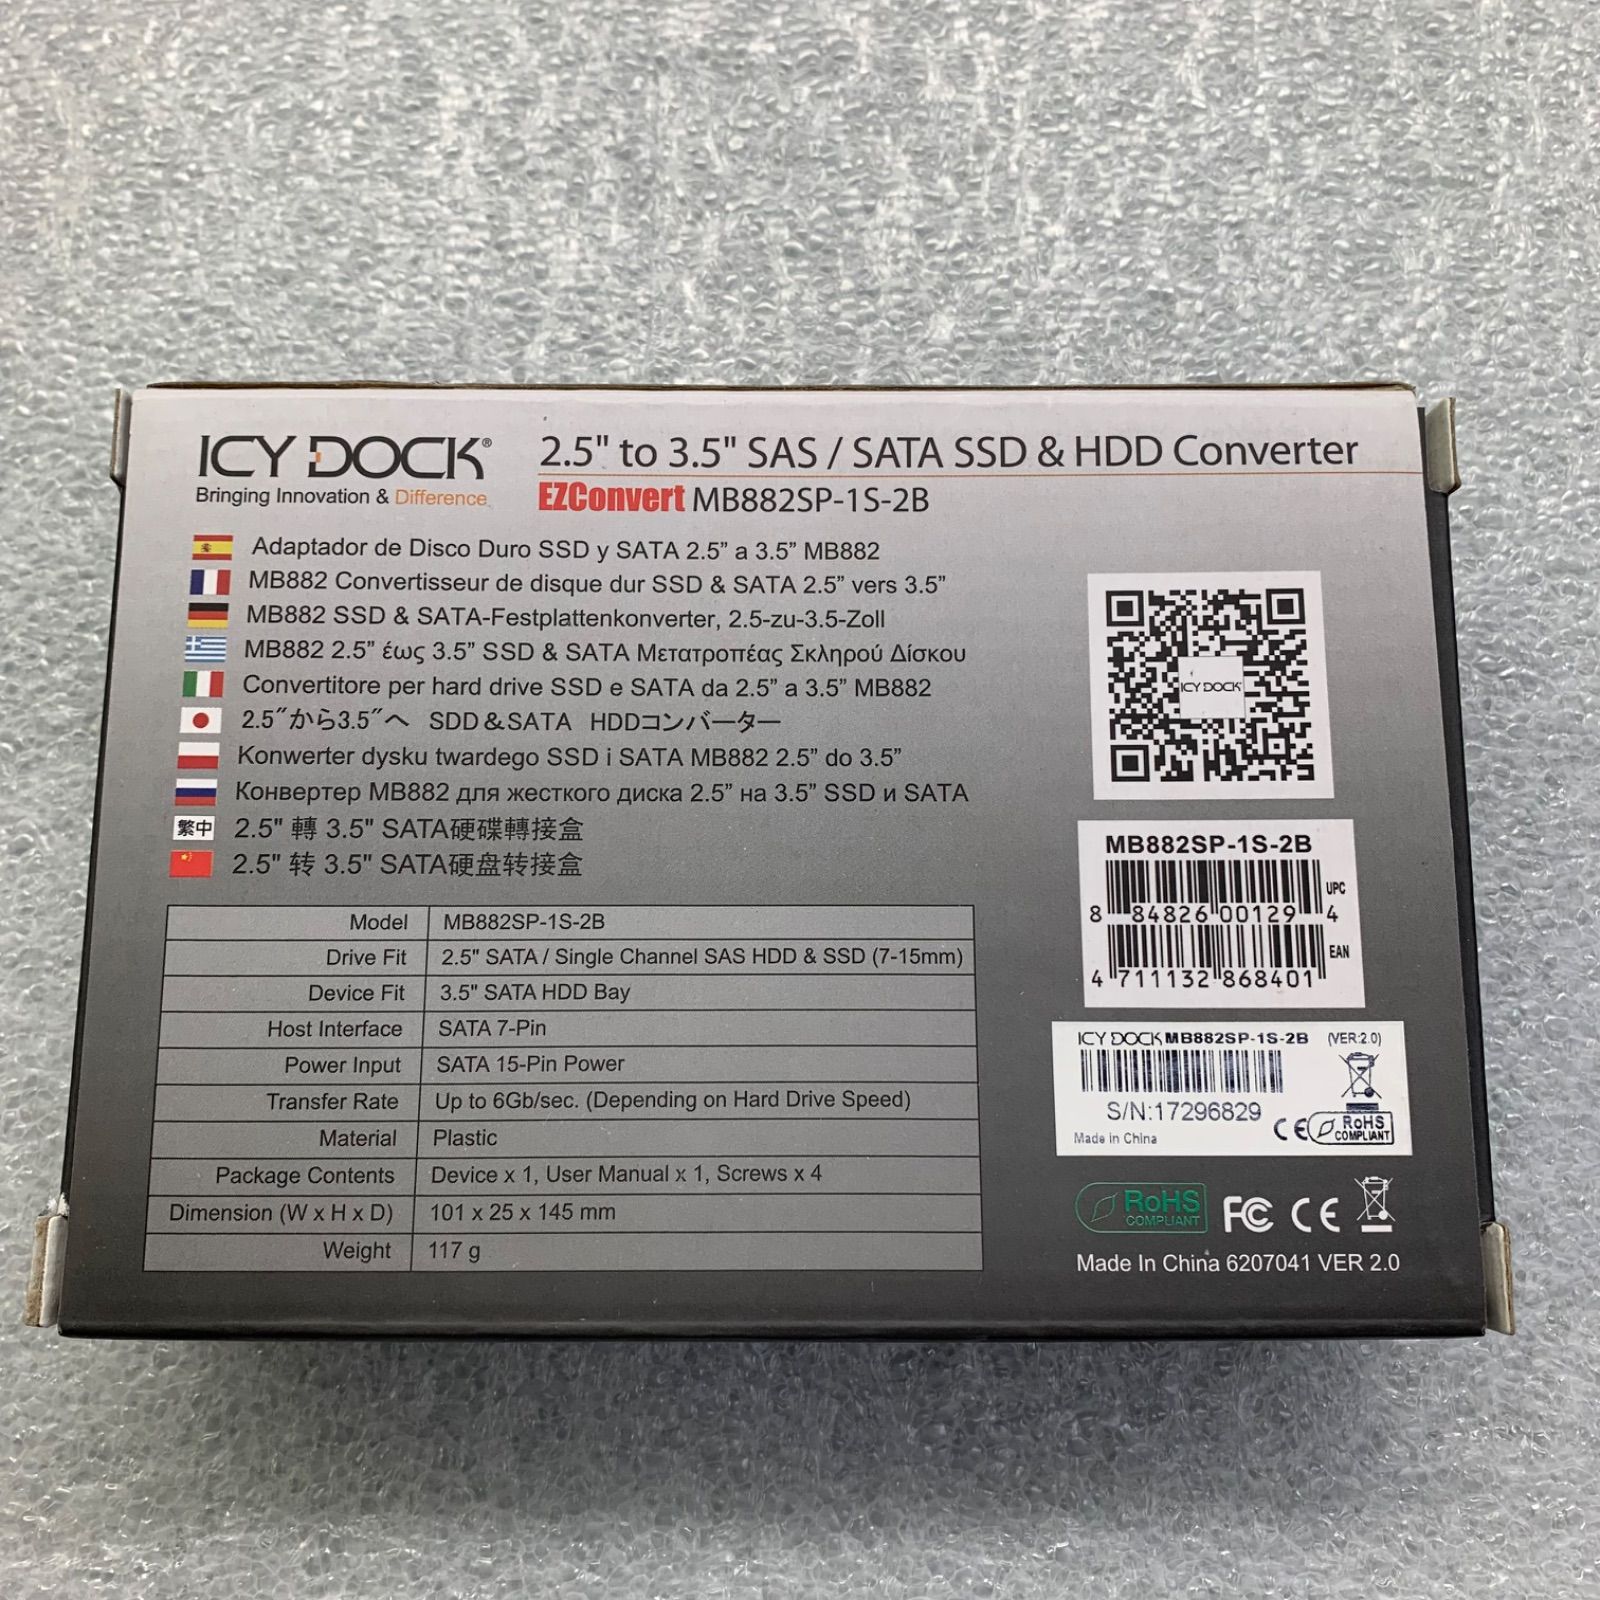 ICY DOCK®
Bringing Innovation & Difference.
2.5" to 3.5" SAS / SATA SSD & HDD Converter
EZConvert MB882SP-1S-2B
Adaptador de Disco Duro SSD y SATA 2.5” a 3.5” MB882
MB882 Convertisseur de disque dur SSD & SATA 2.5” vers 3.5”
MB882 SSD & SATA-Festplattenkonverter, 2.5-zu-3.5-Zoll
MB882 2.5” έως 3.5” SSD & SATA Μετατροπέας Σκληρού Δίσκου
Convertitore per hard drive SSD e SATA da 2.5” a 3.5” MB882
2.5″から3.5″へ SDD&SATA HDDコンバーター
Konwerter dysku twardego SSD i SATA MB882 2.5” do 3.5”
Конвертер MB882 для жесткого диска 2.5” на 3.5” SSD и SATA
繁中 2.5" 轉 3.5" SATA硬碟轉接盒
2.5" 转 3.5" SATA硬盘转接盒
Model MB882SP-1S-2B
Drive Fit 2.5" SATA / Single Channel SAS HDD & SSD (7-15mm)
Device Fit 3.5" SATA HDD Bay
Host Interface SATA 7-Pin
Power Input SATA 15-Pin Power
Transfer Rate Up to 6Gb/sec. (Depending on Hard Drive Speed)
Material Plastic
Package Contents Device x 1, User Manual x 1, Screws x 4
Dimension (W x H x D) 101 x 25 x 145 mm
Weight 117 g
ICY DOCK
MB882SP-1S-2B
UPC
8 84826 00129 4
EAN
4 711132 868401
ICY DOCK MB882SP-1S-2B (VER:2.0)
S/N:17296829
Made in China
CE RoHS
COMPLIANT
RoHS
COMPLIANT
FC CE
Made In China 6207041 VER 2.0